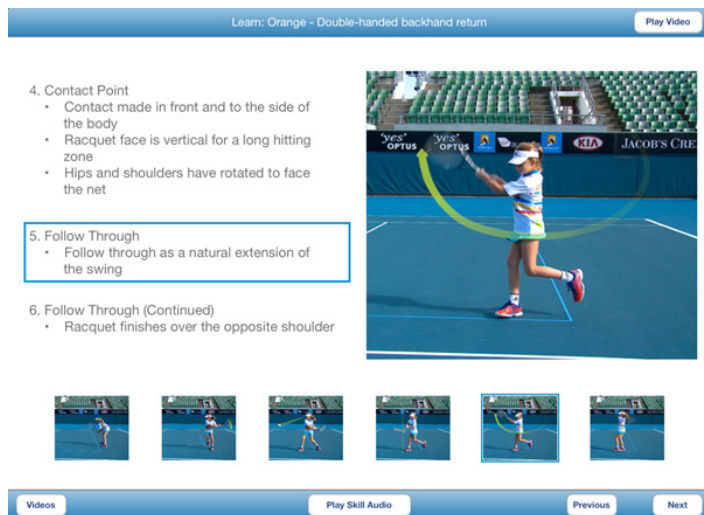 Learn: Orange - Double-handed backhand return
Play Video
4. Contact Point
• Contact made in front and to the side of
the body
• Racquet face is vertical for a long hitting
zone
• Hips and shoulders have rotated to face
the net
5. Follow Through
• Follow through as a natural extension of
the swing
6. Follow Through (Continued)
• Racquet finishes over the opposite shoulder
'yes' 'yes' KIA JACOB'S CRE
OPTUS OPTUS
Videos
Play Skill Audio
Previous
Next